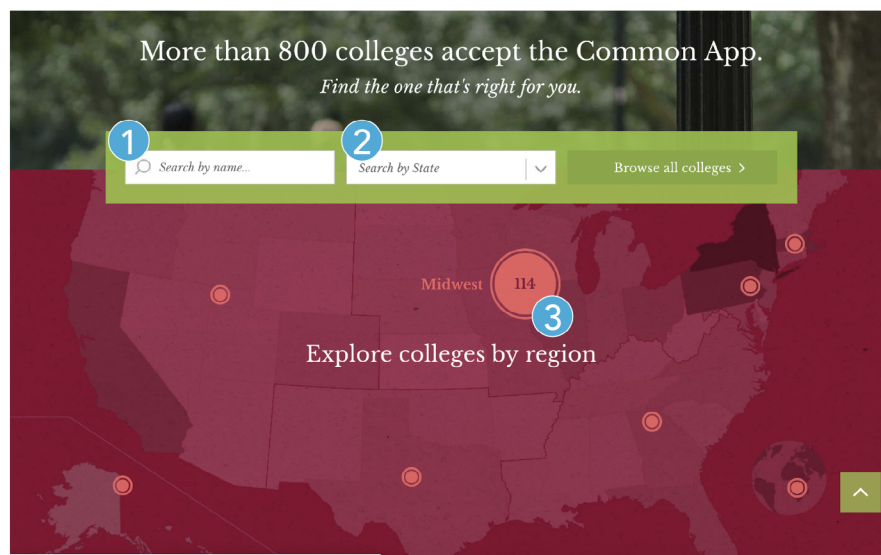 More than 800 colleges accept the Common App.
Find the one that's right for you.
1
2
Search by name...
Search by State
Browse all colleges >
Midwest
114
3
Explore colleges by region